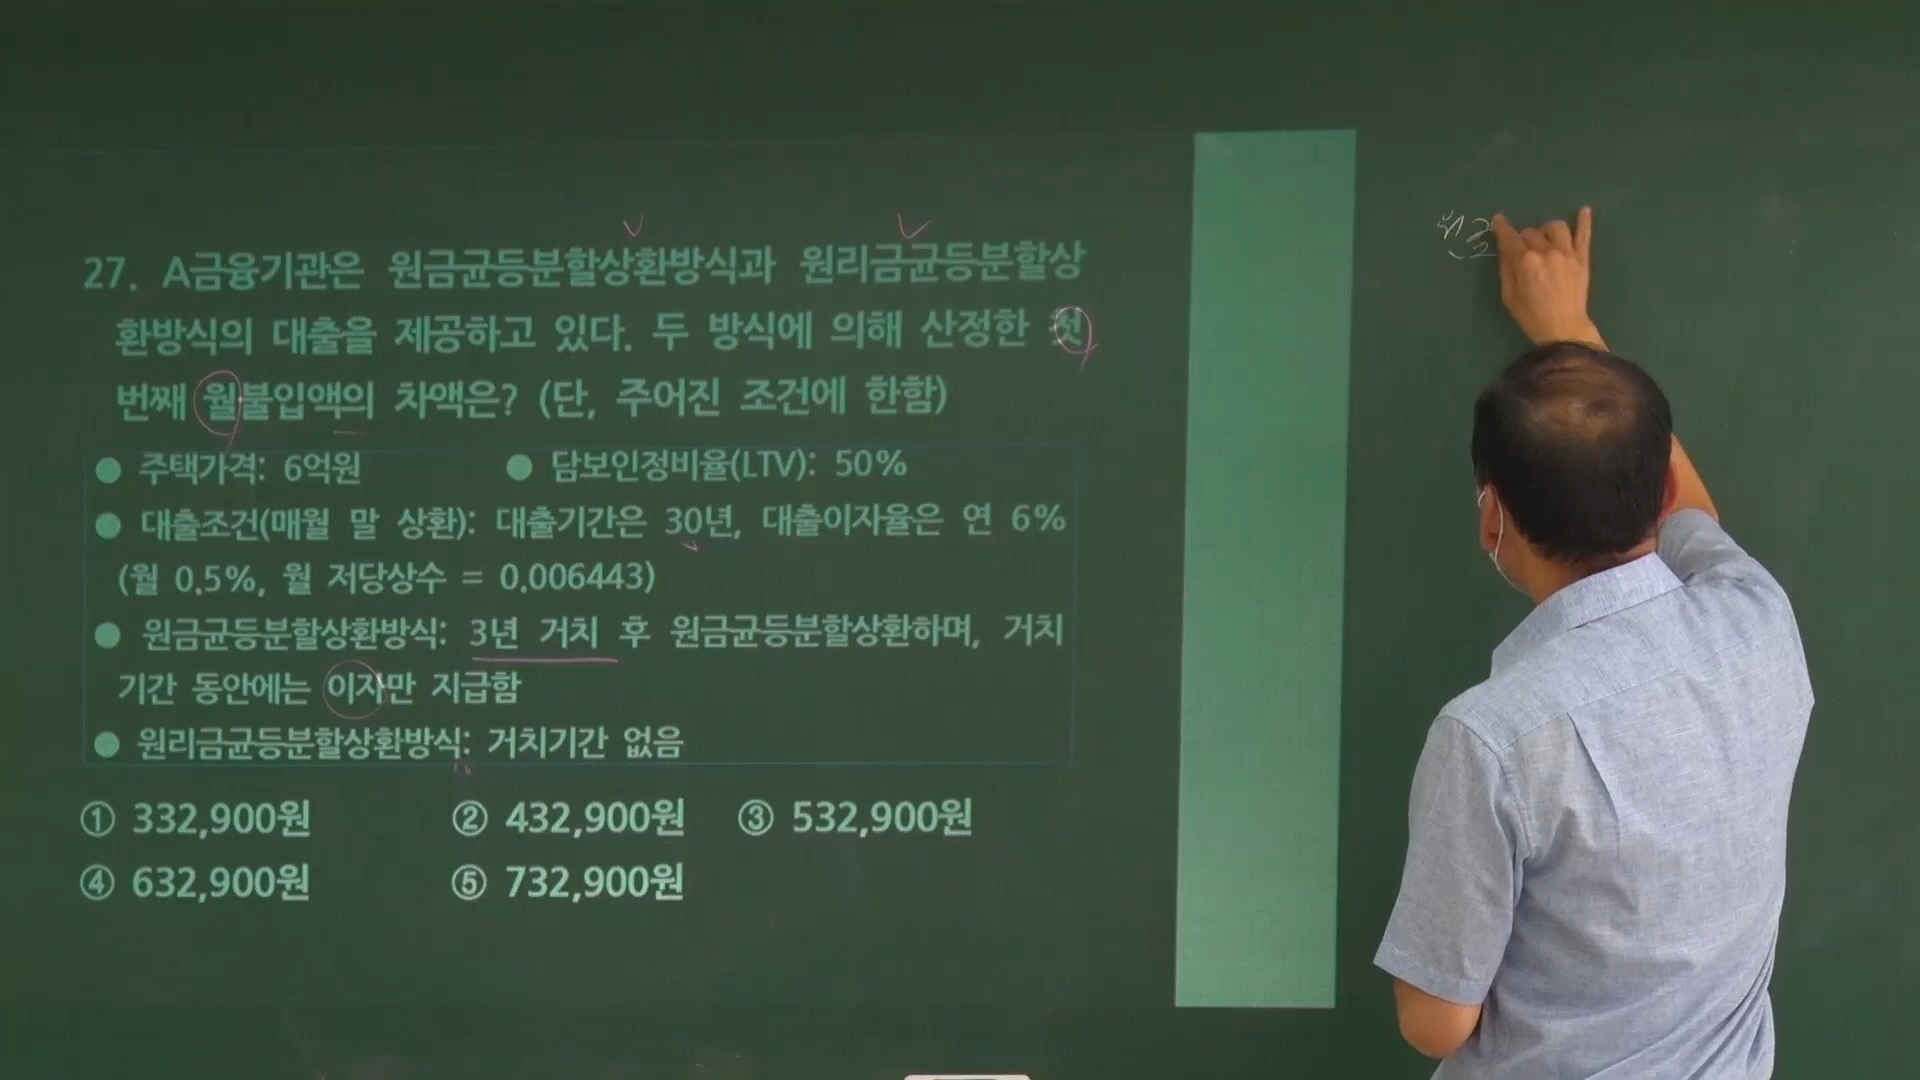 27. A금융기관은 원금균등분할상환방식과 원리금균등분할상
환방식의 대출을 제공하고 있다. 두 방식에 의해 산정한 첫
번째 월불입액의 차액은? (단, 주어진 조건에 한함)
● 주택가격: 6억원 ● 담보인정비율(LTV): 50%
● 대출조건(매월 말 상환): 대출기간은 30년, 대출이자율은 연 6%
(월 0.5%, 월 저당상수 = 0.006443)
● 원금균등분할상환방식: 3년 거치 후 원금균등분할상환하며, 거치
기간 동안에는 이자만 지급함
● 원리금균등분할상환방식: 거치기간 없음
① 332,900원 ② 432,900원 ③ 532,900원
④ 632,900원 ⑤ 732,900원
원금